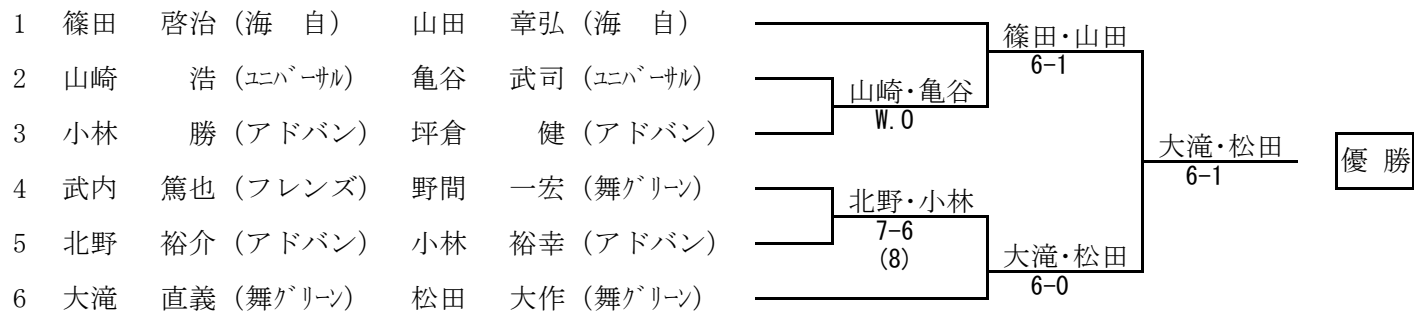 1 篠田 啓治 (海 自) 山田 章弘 (海 自)
篠田・山田
6-1
2 山崎 浩 (ユニバーサル) 亀谷 武司 (ユニバーサル)
山崎・亀谷
W.O
3 小林 勝 (アドバン) 坪倉 健 (アドバン)
大滝・松田
6-1
優 勝
4 武内 篤也 (フレンズ) 野間 一宏 (舞グリーン)
北野・小林
7-6
(8)
5 北野 裕介 (アドバン) 小林 裕幸 (アドバン)
大滝・松田
6-0
6 大滝 直義 (舞グリーン) 松田 大作 (舞グリーン)